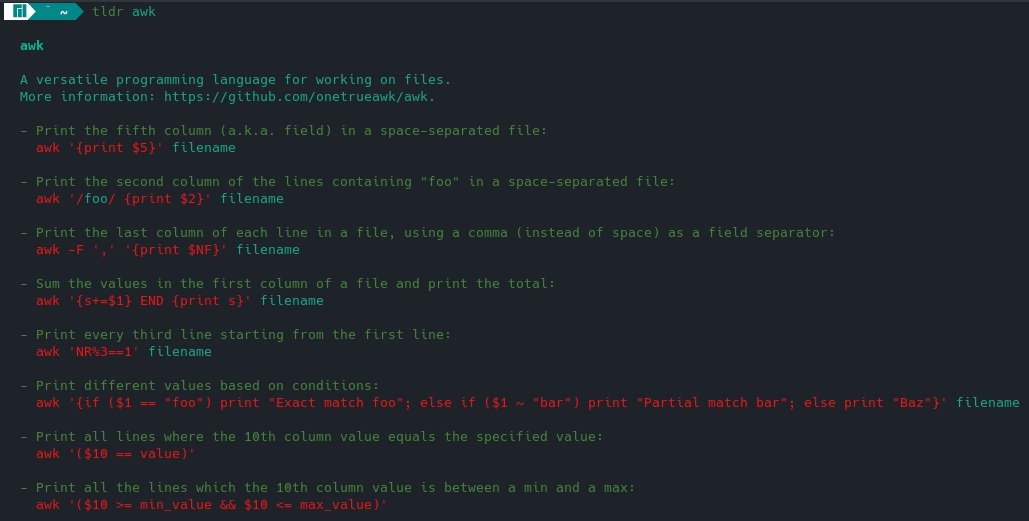 ~ tldr awk
awk
A versatile programming language for working on files.
More information: https://github.com/onetrueawk/awk.
- Print the fifth column (a.k.a. field) in a space-separated file:
awk '{print $5}' filename
- Print the second column of the lines containing "foo" in a space-separated file:
awk '/foo/ {print $2}' filename
- Print the last column of each line in a file, using a comma (instead of space) as a field separator:
awk -F ',' '{print $NF}' filename
- Sum the values in the first column of a file and print the total:
awk '{s+=$1} END {print s}' filename
- Print every third line starting from the first line:
awk 'NR%3==1' filename
- Print different values based on conditions:
awk '{if ($1 == "foo") print "Exact match foo"; else if ($1 ~ "bar") print "Partial match bar"; else print "Baz"}' filename
- Print all lines where the 10th column value equals the specified value:
awk '($10 == value)'
- Print all the lines which the 10th column value is between a min and a max:
awk '($10 >= min_value && $10 <= max_value)'